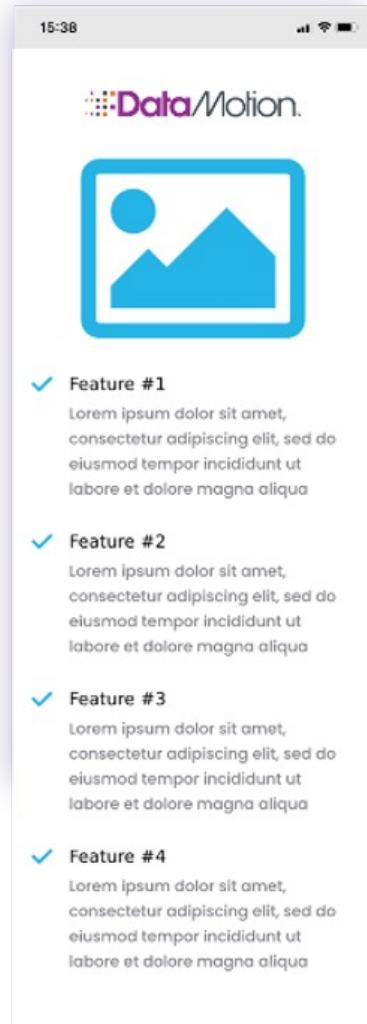 15:38
DataMotion.
Feature #1
Lorem ipsum dolor sit amet,
consectetur adipiscing elit, sed do
eiusmod tempor incididunt ut
labore et dolore magna aliqua
Feature #2
Lorem ipsum dolor sit amet,
consectetur adipiscing elit, sed do
eiusmod tempor incididunt ut
labore et dolore magna aliqua
Feature #3
Lorem ipsum dolor sit amet,
consectetur adipiscing elit, sed do
eiusmod tempor incididunt ut
labore et dolore magna aliqua
Feature #4
Lorem ipsum dolor sit amet,
consectetur adipiscing elit, sed do
eiusmod tempor incididunt ut
labore et dolore magna aliqua